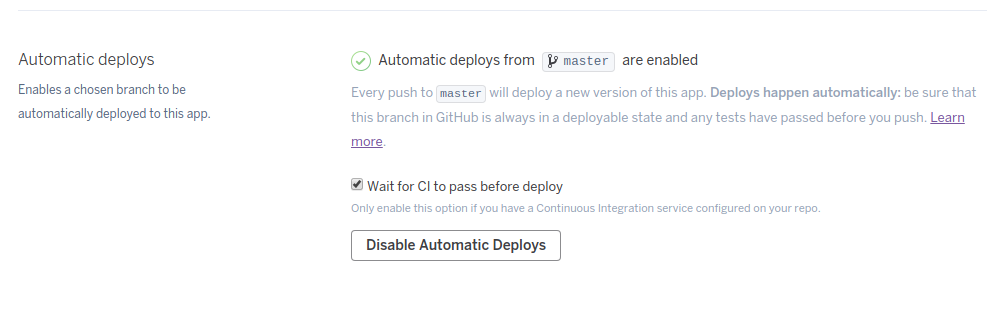 Automatic deploys
Enables a chosen branch to be
automatically deployed to this app.
Automatic deploys from master are enabled
Every push to master will deploy a new version of this app. Deploys happen automatically: be sure that
this branch in GitHub is always in a deployable state and any tests have passed before you push. Learn
more.
Wait for CI to pass before deploy
Only enable this option if you have a Continuous Integration service configured on your repo.
Disable Automatic Deploys